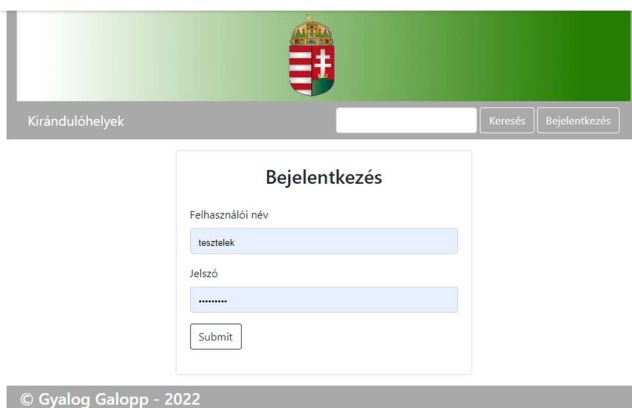 Kirándulóhelyek Keresés Bejelentkezés
Bejelentkezés
Felhasználói név
tesztelek
Jelszó
•••••••••
Submit
© Gyalog Galopp - 2022